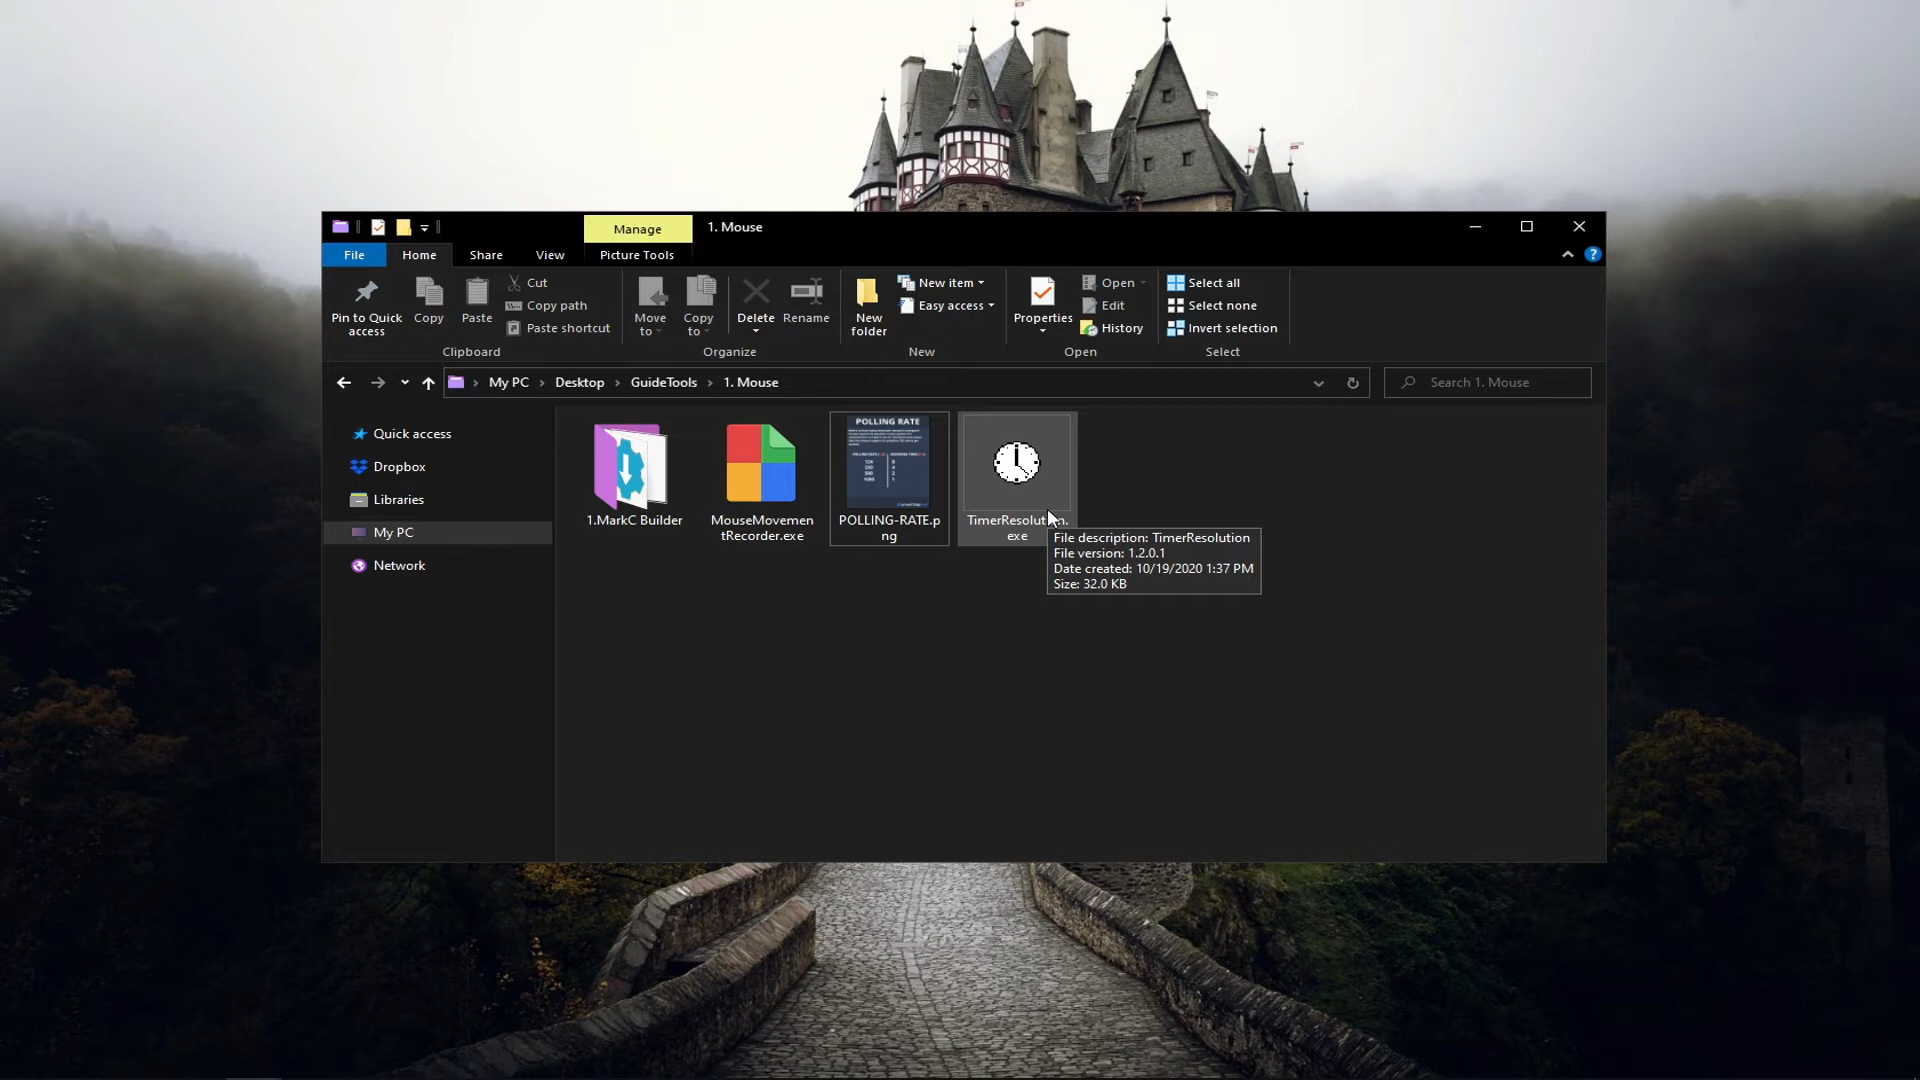 Manage
1. Mouse
File
Home
Share
View
Picture Tools
Pin to Quick
access
Copy
Paste
Cut
Copy path
Paste shortcut
Clipboard
Move
to
Copy
to
Delete
Rename
Organize
New
folder
New item
Easy access
New
Properties
Open
Edit
History
Open
Select all
Select none
Invert selection
Select
My PC
Desktop
GuideTools
1. Mouse
Search 1. Mouse
Quick access
Dropbox
Libraries
My PC
Network
1.MarkC Builder
MouseMovemen
tRecorder.exe
POLLING RATE
POLLING-RATE.p
ng
exe
File description: TimerResolution
File version: 1.2.0.1
Date created: 10/19/2020 1:37 PM
Size: 32.0 KB